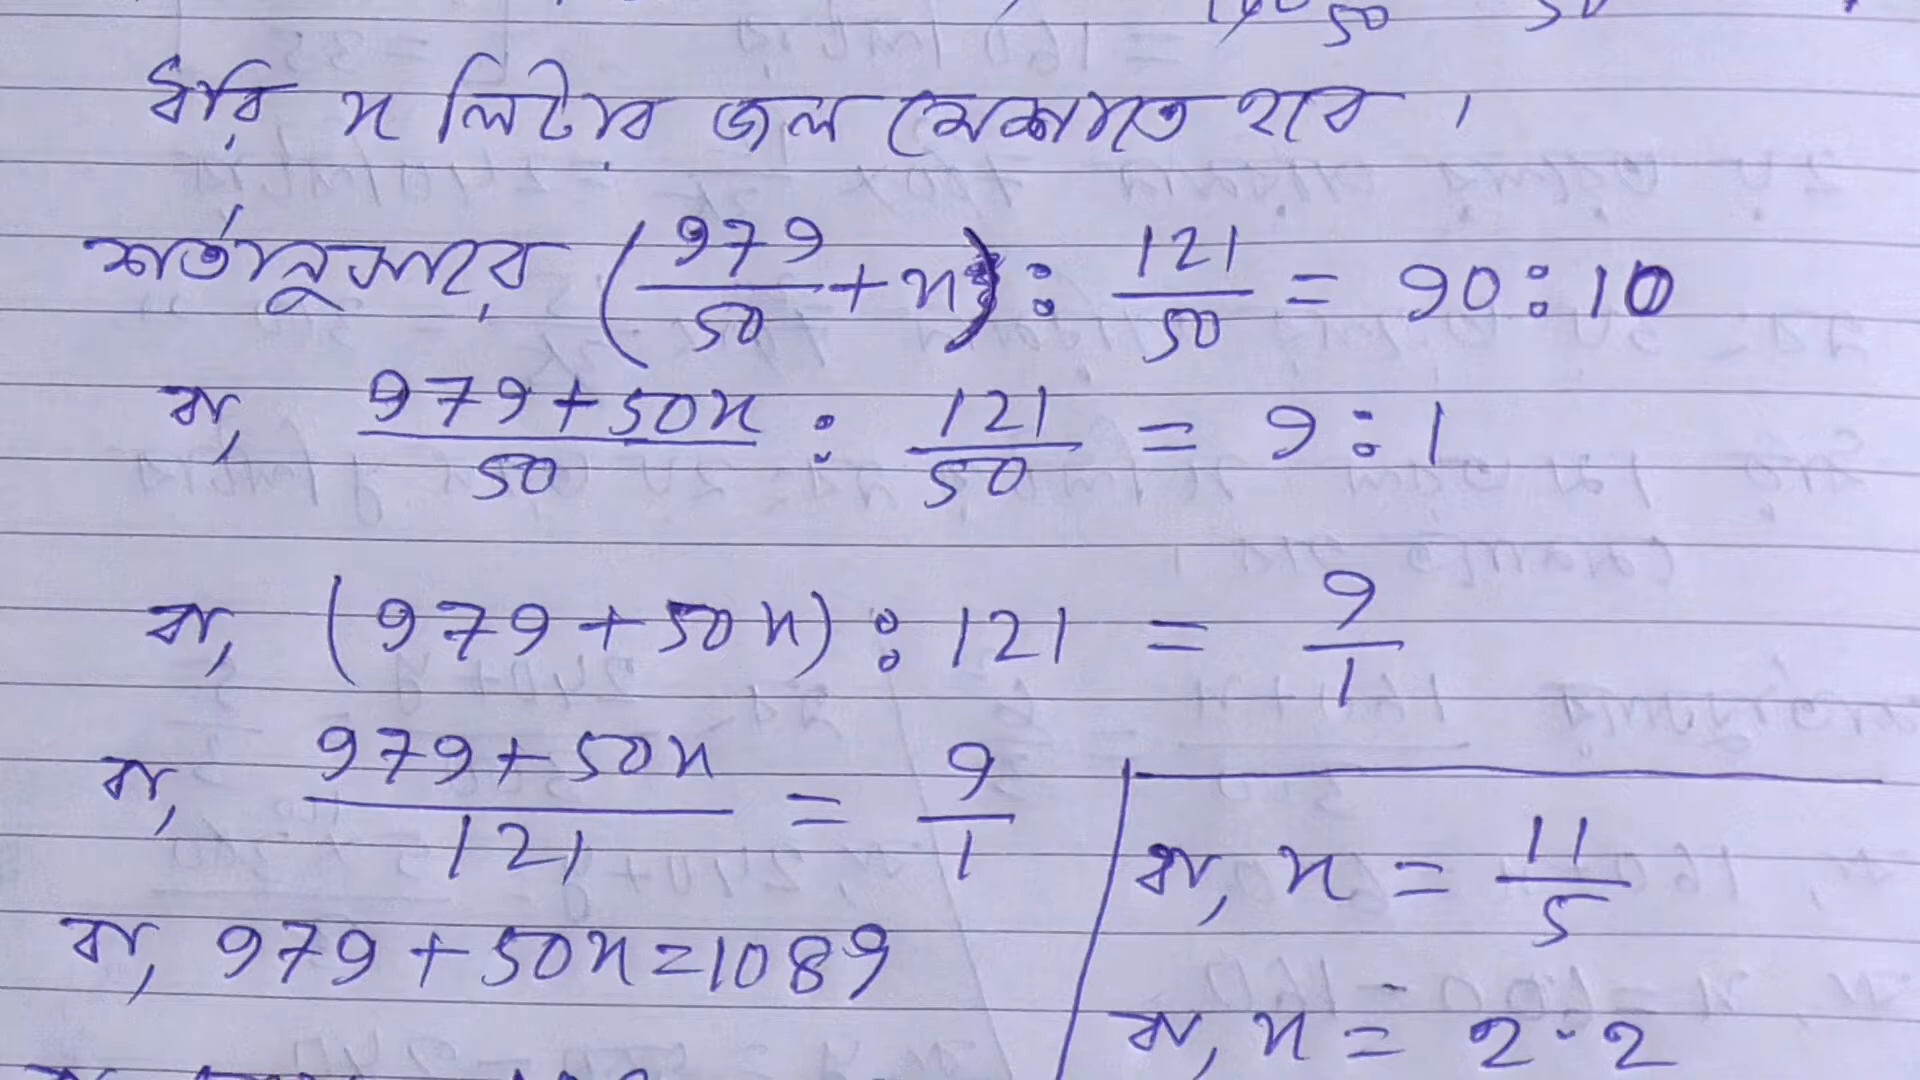 ধরি x লিটার জল মেশাতে হবে ।
শর্তানুসারে (979/50 + x) : 121/50 = 90 : 10
বা, (979 + 50x)/50 : 121/50 = 9 : 1
বা, (979 + 50x) : 121 = 9/1
বা, (979 + 50x)/121 = 9/1
বা, 979 + 50x = 1089
বা, x = 11/5
বা, x = 2.2